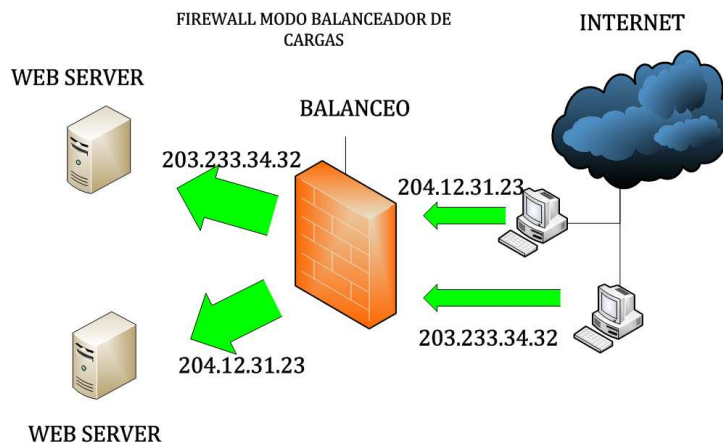 FIREWALL MODO BALANCEADOR DE
CARGAS
INTERNET
WEB SERVER
BALANCEO
203.233.34.32
204.12.31.23
203.233.34.32
204.12.31.23
WEB SERVER